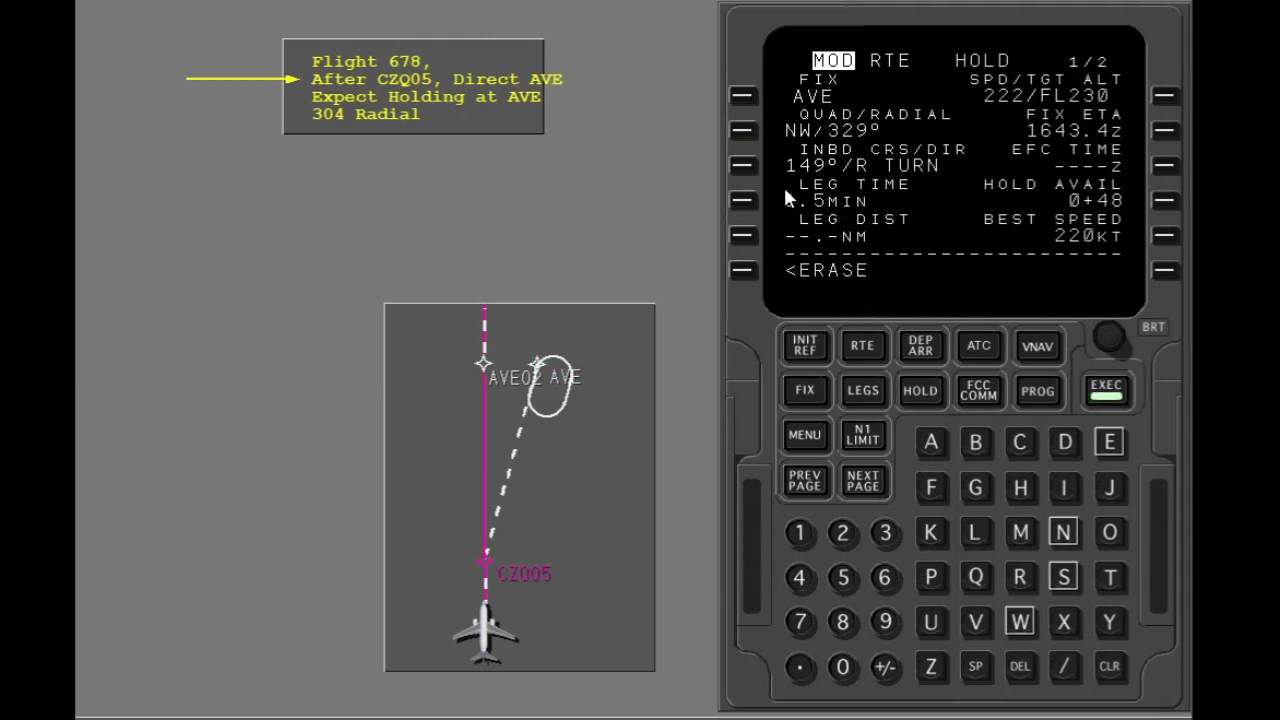 Flight 678,
After CZQ05, Direct AVE
Expect Holding at AVE
304 Radial
MOD RTE HOLD 1/2
FIX SPD/TGT ALT
AVE 222/FL230
QUAD/RADIAL FIX ETA
NW/329° 1643.4z
INBD CRS/DIR EFC TIME
149°/R TURN ----z
LEG TIME HOLD AVAIL
.5MIN 0+48
LEG DIST BEST SPEED
--.-NM 220KT
------------------------
<ERASE
AVE02 AVE
CZQ05
BRT
INIT REF RTE DEP ARR ATC VNAV
FIX LEGS HOLD FCC COMM PROG EXEC
MENU N1 LIMIT
PREV PAGE NEXT PAGE
A B C D E
F G H I J
1 2 3 K L M N O
4 5 6 P Q R S T
7 8 9 U V W X Y
. 0 +/- Z SP DEL / CLR